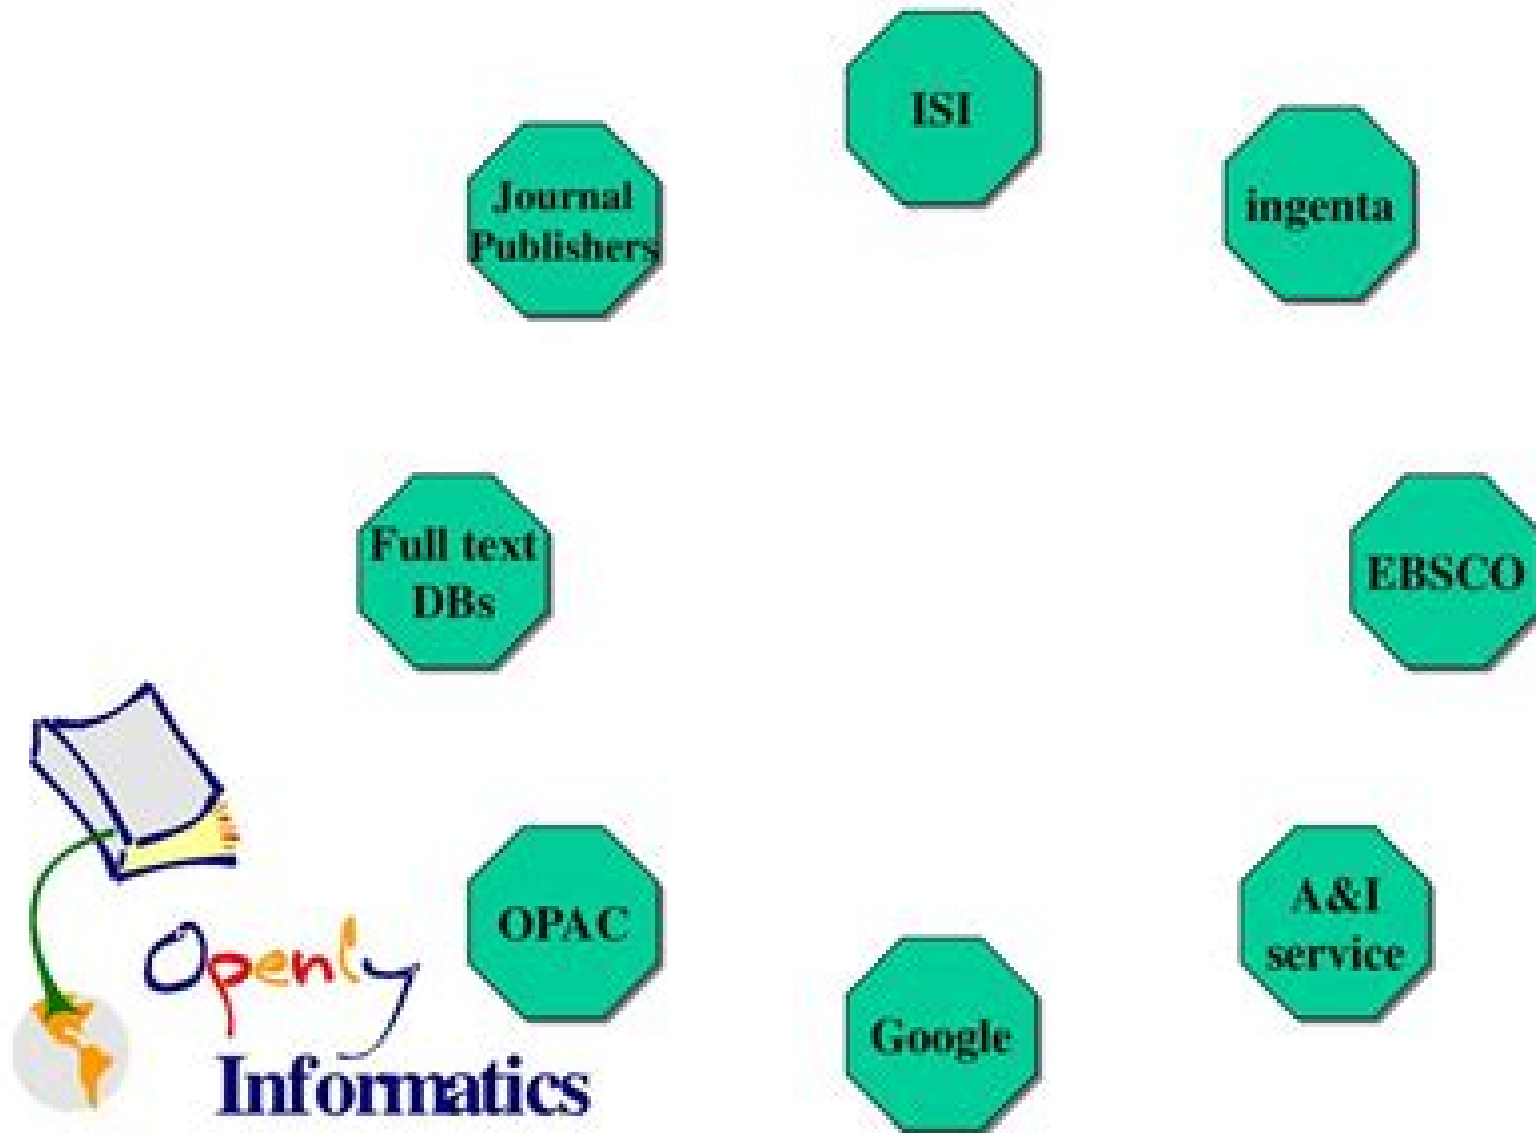 ISI
Journal
Publishers
ingenta
Full text
DBs
EBSCO
OPAC
A&I
service
Google
Openly
Informatics